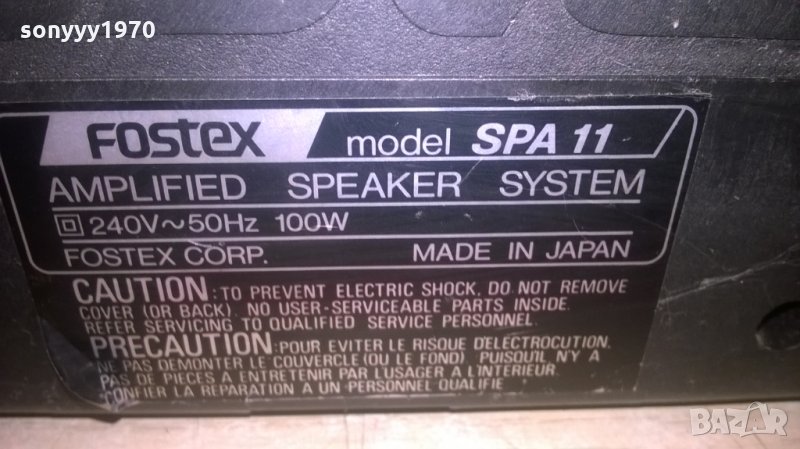 sonyyy1970
FOSTEX model SPA 11
AMPLIFIED SPEAKER SYSTEM
240V~50Hz 100W
FOSTEX CORP. MADE IN JAPAN
CAUTION: TO PREVENT ELECTRIC SHOCK, DO NOT REMOVE
COVER (OR BACK). NO USER-SERVICEABLE PARTS INSIDE.
REFER SERVICING TO QUALIFIED SERVICE PERSONNEL.
PRECAUTION: POUR EVITER LE RISQUE D'ELECTROCUTION,
NE PAS DEMONTER LE COUVERCLE (OU LE FOND) PUISQU'IL N'Y A
PAS DE PIECES A ENTRETENIR PAR L'USAGER A L'INTERIEUR.
CONFIER LA REPARATION A UN PERSONNEL QUALIFIE
BAZAR